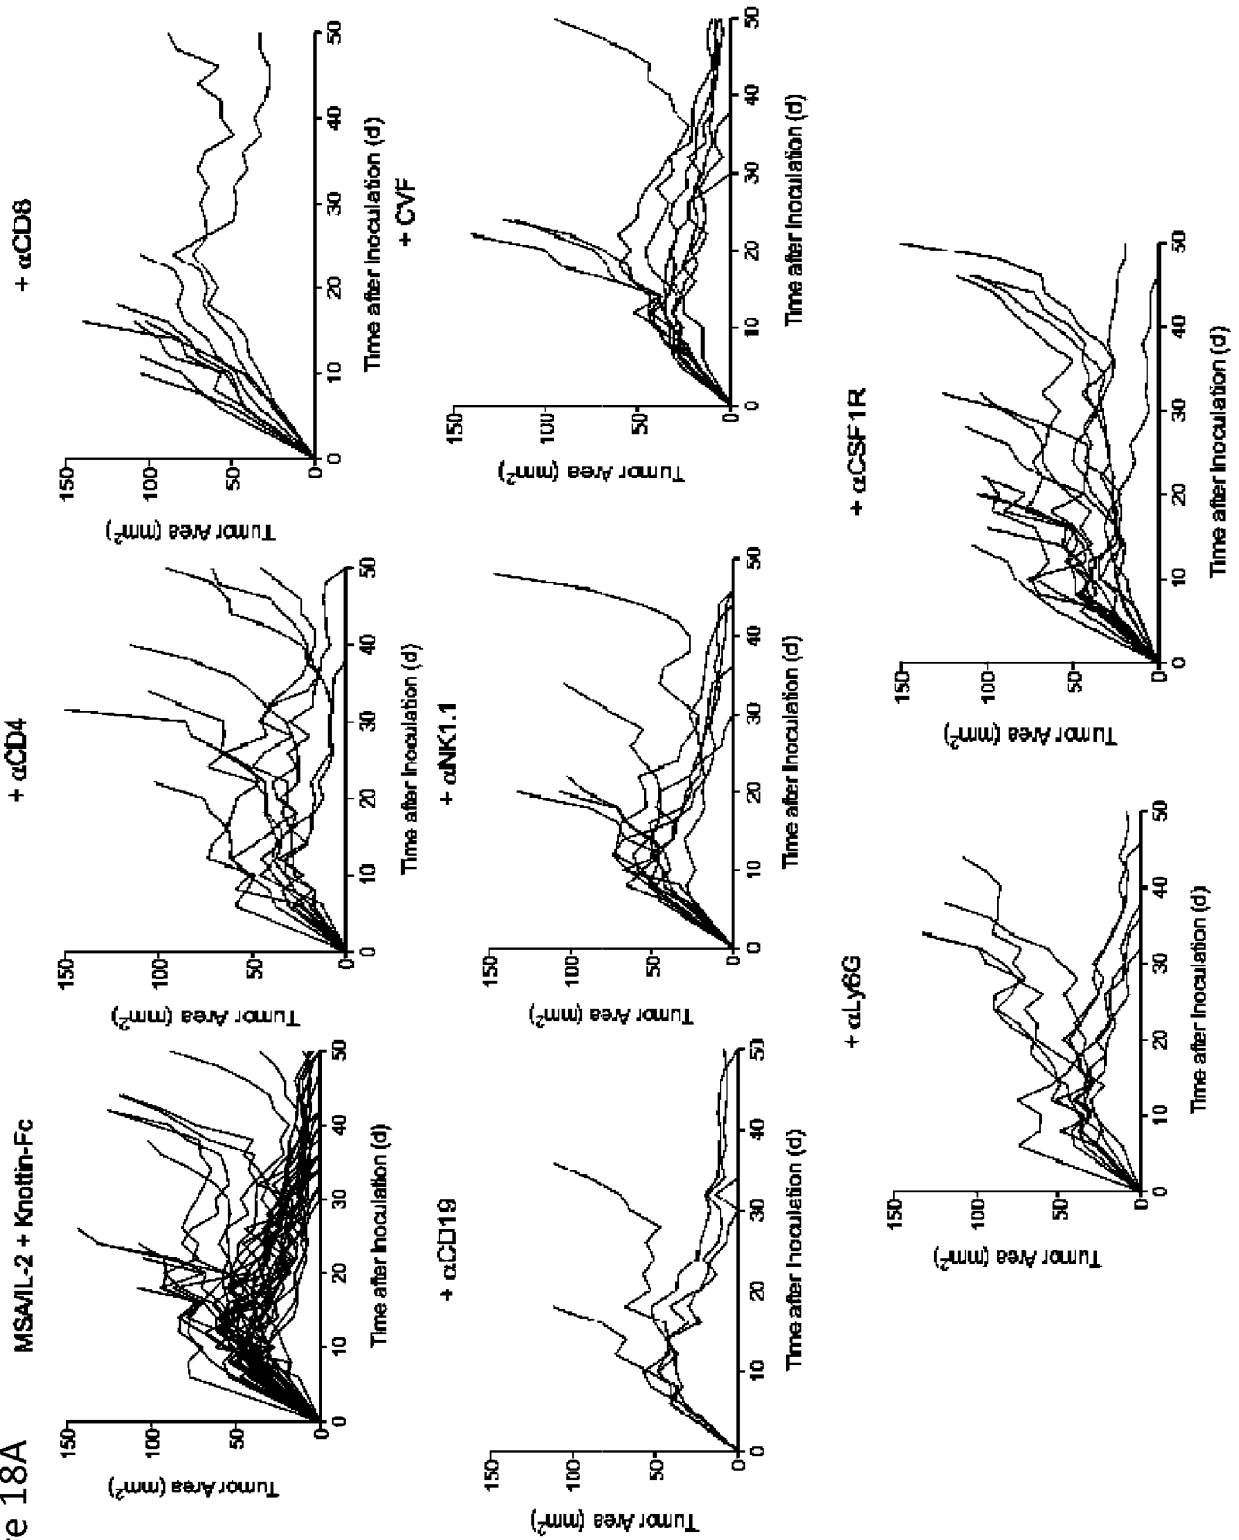 re 18A
MSA/IL-2 + Knottin-Fc
150
100
50
0
Tumor Area (mm²)
0 10 20 30 40 50
Time after Inoculation (d)
+ αCD4
150
100
50
0
Tumor Area (mm²)
0 10 20 30 40 50
Time after Inoculation (d)
+ αCD8
150
100
50
0
Tumor Area (mm²)
0 10 20 30 40 50
Time after Inoculation (d)
+ αCD19
150
100
50
0
Tumor Area (mm²)
0 10 20 30 40 50
Time after Inoculation (d)
+ αNK1.1
150
100
50
0
Tumor Area (mm²)
0 10 20 30 40 50
Time after Inoculation (d)
+ CVF
150
100
50
0
Tumor Area (mm²)
0 10 20 30 40 50
Time after Inoculation (d)
+ αLy6G
150
100
50
0
Tumor Area (mm²)
0 10 20 30 40 50
Time after Inoculation (d)
+ αCSF1R
150
100
50
0
Tumor Area (mm²)
0 10 20 30 40 50
Time after Inoculation (d)